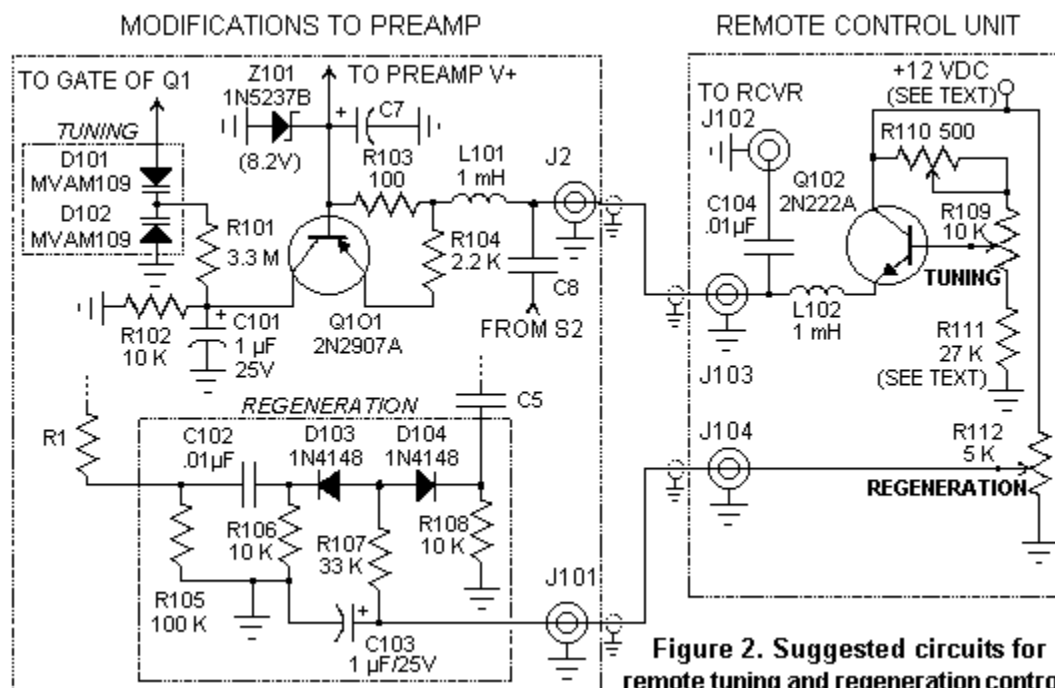 MODIFICATIONS TO PREAMP
REMOTE CONTROL UNIT
TO GATE OF Q1
Z101
1N5237B
(8.2V)
TO PREAMP V+
+
C7
TUNING
D101
MVAM109
D102
MVAM109
R101
3.3 M
R102
10 K
+
C101
1 µF
25V
Q1O1
2N2907A
R103
100
L101
1 mH
J2
R104
2.2 K
C8
FROM S2
TO RCVR
J102
+12 VDC
(SEE TEXT)
R110 500
Q102
2N222A
C104
.01µF
R109
10 K
TUNING
L102
1 mH
R111
27 K
(SEE TEXT)
J103
J104
R112
5 K
REGENERATION
R1
REGENERATION
C5
C102
.01µF
D103
1N4148
D104
1N4148
R106
10 K
R107
33 K
R108
10 K
R105
100 K
+
C103
1 µF/25V
J101
Figure 2. Suggested circuits for
remote tuning and regeneration contro